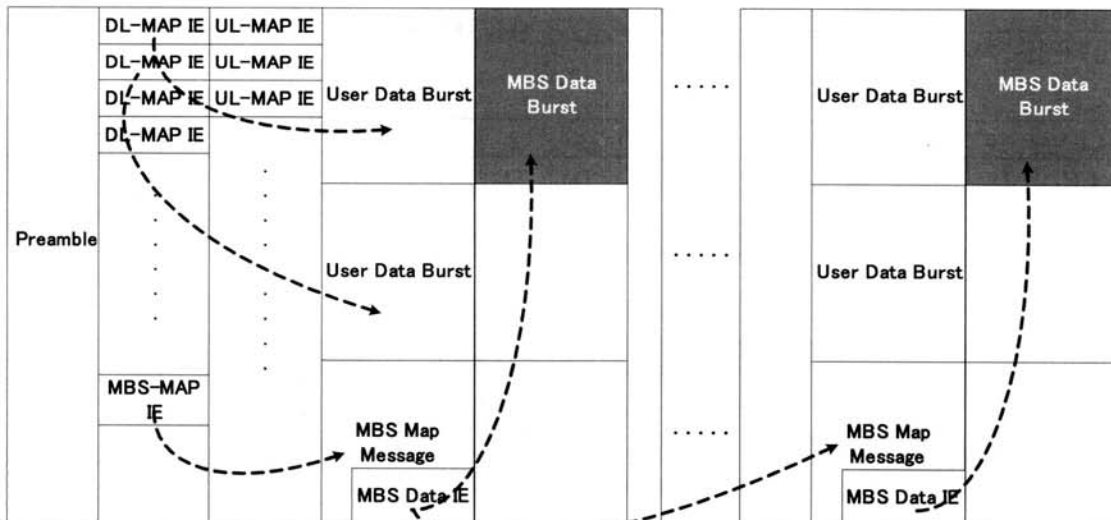 DL-MAP IE UL-MAP IE
DL-MAP IE UL-MAP IE
DL-MAP IE UL-MAP IE
DL-MAP IE
Preamble
MBS-MAP
IE
User Data Burst
User Data Burst
MBS Map
Message
MBS Data IE
MBS Data
Burst
.....
.....
.....
User Data Burst
User Data Burst
MBS Map
Message
MBS Data IE
MBS Data
Burst